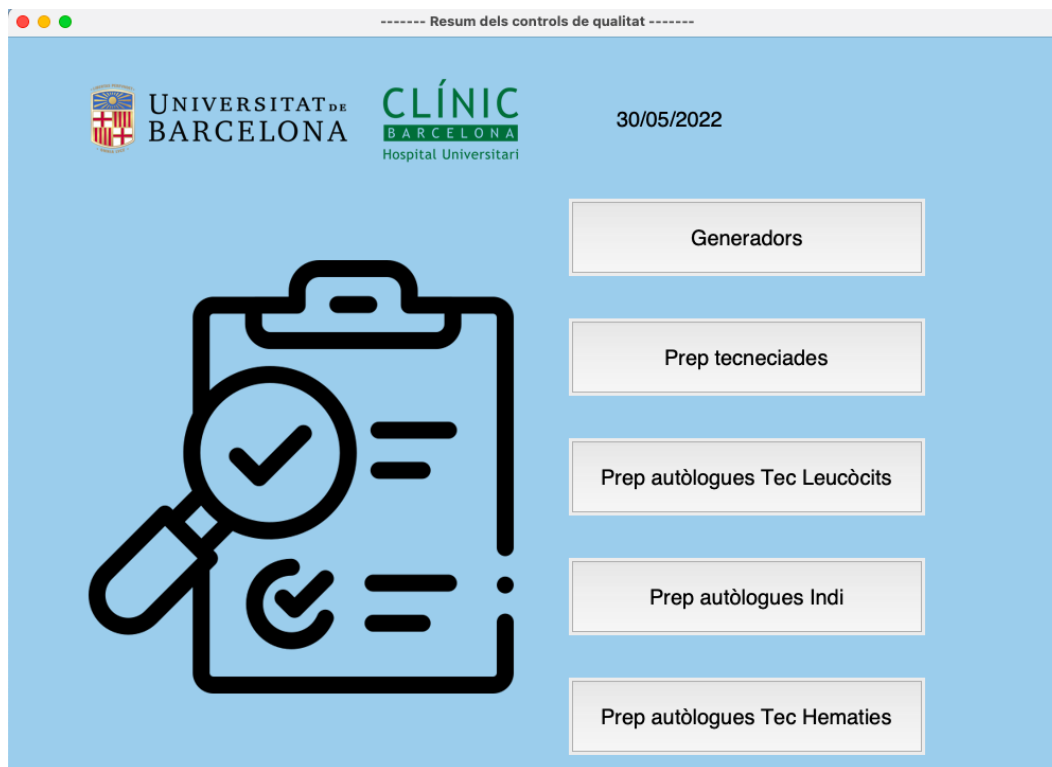 ------- Resum dels controls de qualitat -------
UNIVERSITAT DE
BARCELONA
CLÍNIC
BARCELONA
Hospital Universitari
30/05/2022
Generadors
Prep tecneciades
Prep autòlogues Tec Leucòcits
Prep autòlogues Indi
Prep autòlogues Tec Hematies